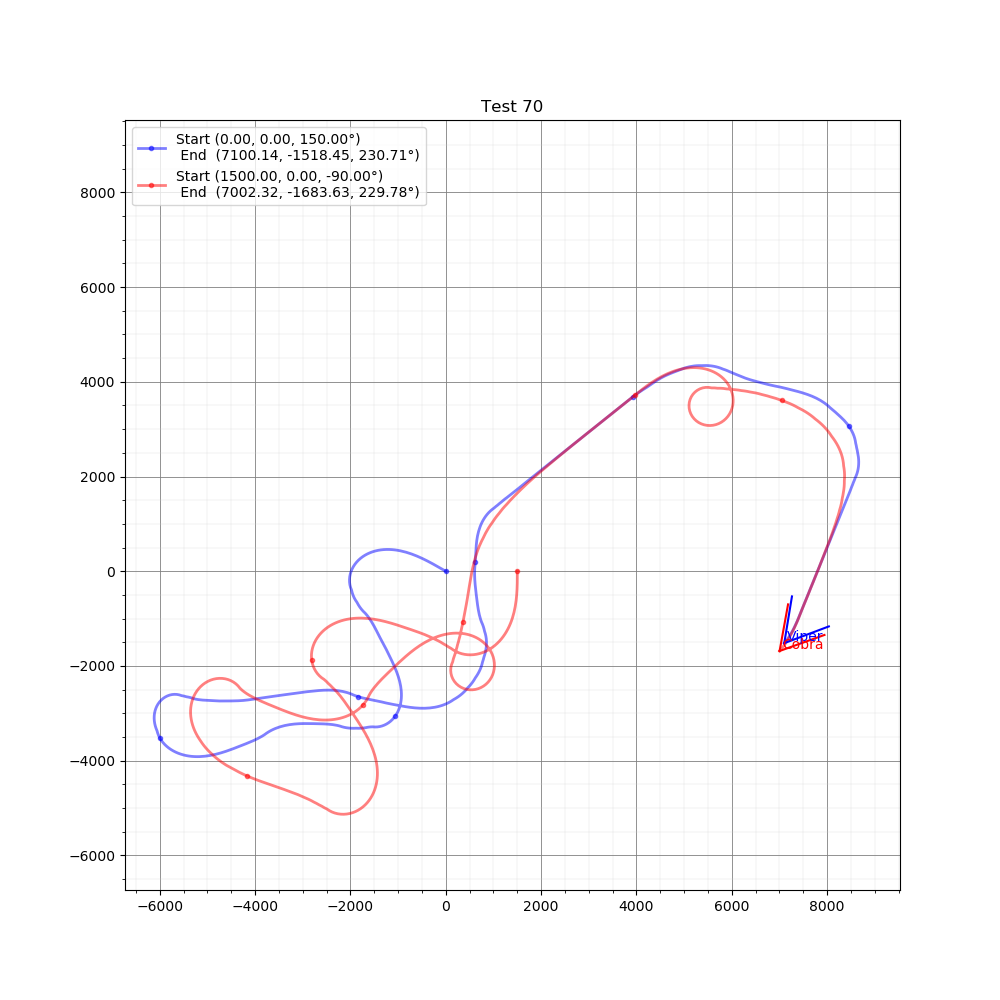 Test 70
Start (0.00, 0.00, 150.00°)
End (7100.14, -1518.45, 230.71°)
Start (1500.00, 0.00, -90.00°)
End (7002.32, -1683.63, 229.78°)
8000
6000
4000
2000
0
−2000
−4000
−6000
Viper
Cobra
−6000 −4000 −2000 0 2000 4000 6000 8000